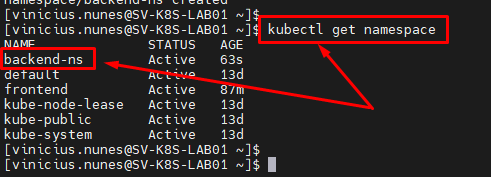 namespace/backend-ns created
[vinicius.nunes@SV-K8S-LAB01 ~]$
[vinicius.nunes@SV-K8S-LAB01 ~]$ kubectl get namespace
NAME STATUS AGE
backend-ns Active 63s
default Active 13d
frontend Active 87m
kube-node-lease Active 13d
kube-public Active 13d
kube-system Active 13d
[vinicius.nunes@SV-K8S-LAB01 ~]$
[vinicius.nunes@SV-K8S-LAB01 ~]$